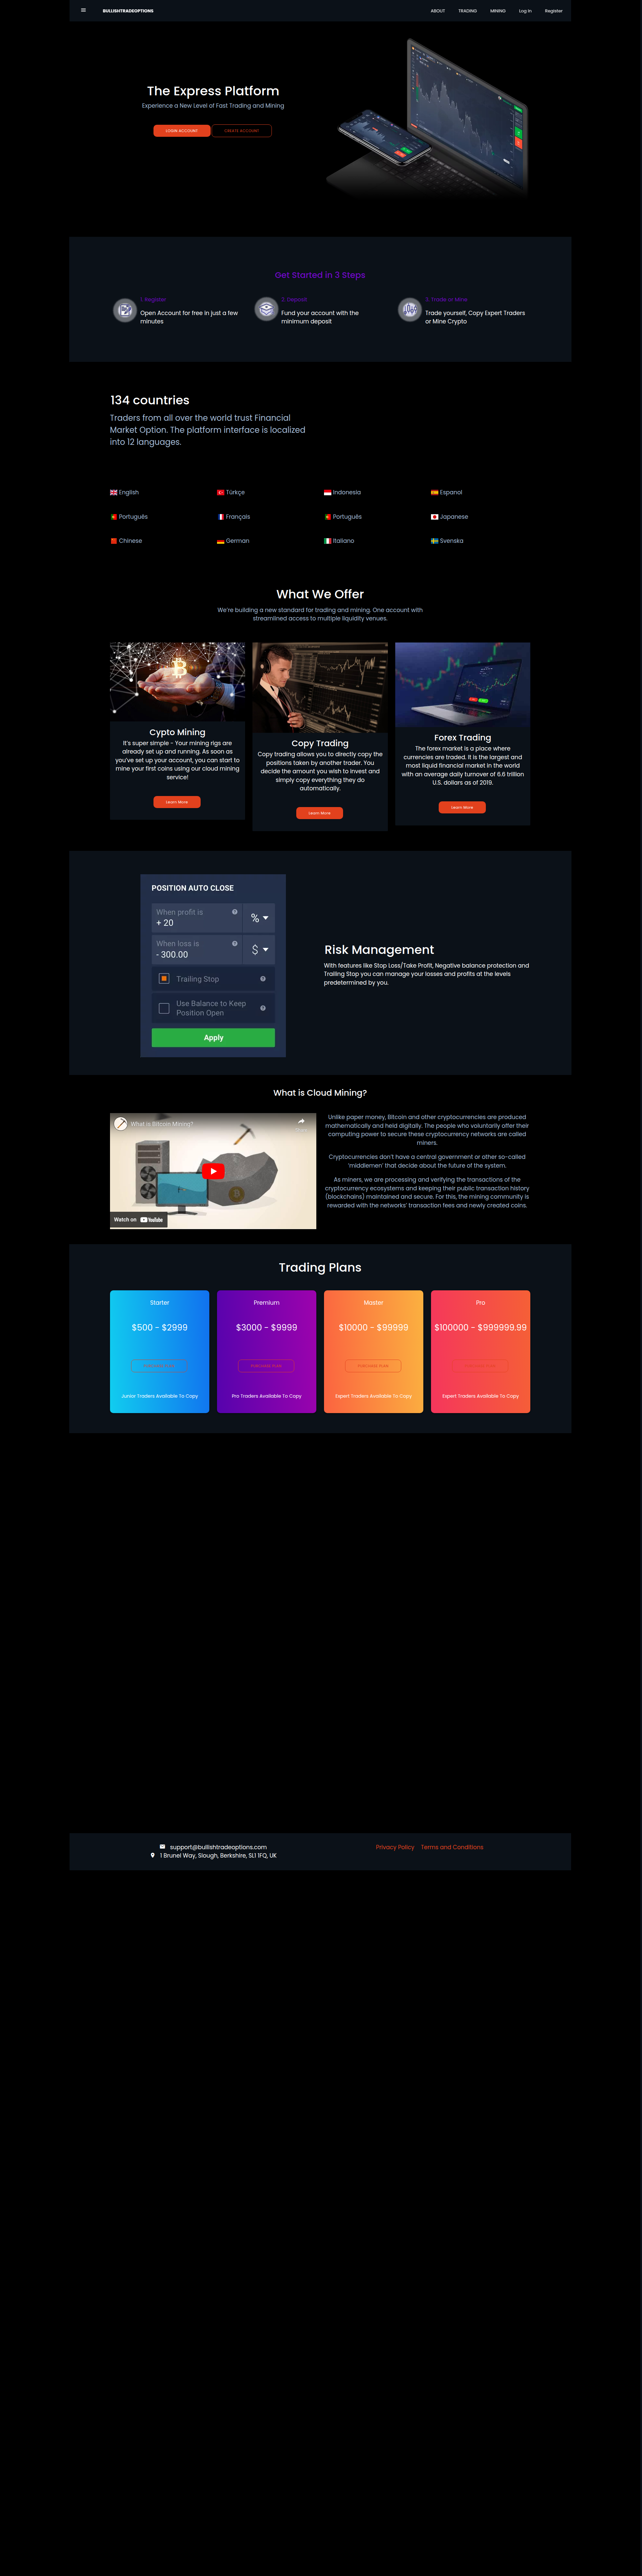 BULLISHTRADEOPTIONS
ABOUT
TRADING
MINING
Log In
Register
The Express Platform
Experience a New Level of Fast Trading and Mining
LOGIN ACCOUNT
CREATE ACCOUNT
Get Started in 3 Steps
1. Register
Open Account for free in just a few
minutes
2. Deposit
Fund your account with the
minimum deposit
3. Trade or Mine
Trade yourself, Copy Expert Traders
or Mine Crypto
134 countries
Traders from all over the world trust Financial
Market Option. The platform interface is localized
into 12 languages.
English
Türkçe
Indonesia
Espanol
Português
Français
Português
Japanese
Chinese
German
Italiano
Svenska
What We Offer
We're building a new standard for trading and mining. One account with
streamlined access to multiple liquidity venues.
Cypto Mining
It's super simple - Your mining rigs are
already set up and running. As soon as
you've set up your account, you can start to
mine your first coins using our cloud mining
service!
Learn More
Copy Trading
Copy trading allows you to directly copy the
positions taken by another trader. You
decide the amount you wish to invest and
simply copy everything they do
automatically.
Learn More
Forex Trading
The forex market is a place where
currencies are traded. It is the largest and
most liquid financial market in the world
with an average daily turnover of 6.6 trillion
U.S. dollars as of 2019.
Learn More
POSITION AUTO CLOSE
When profit is
+ 20
%
When loss is
- 300.00
$
Trailing Stop
Use Balance to Keep
Position Open
Apply
Risk Management
With features like Stop Loss/Take Profit, Negative balance protection and
Trailing Stop you can manage your losses and profits at the levels
predetermined by you.
What is Cloud Mining?
What is Bitcoin Mining?
Watch on YouTube
Unlike paper money, Bitcoin and other cryptocurrencies are produced
mathematically and held digitally. The people who voluntarily offer their
computing power to secure these cryptocurrency networks are called
miners.
Cryptocurrencies don't have a central government or other so-called
'middlemen' that decide about the future of the system.
As miners, we are processing and verifying the transactions of the
cryptocurrency ecosystems and keeping their public transaction history
(blockchains) maintained and secure. For this, the mining community is
rewarded with the networks' transaction fees and newly created coins.
Trading Plans
Starter
$500 - $2999
PURCHASE PLAN
Junior Traders Available To Copy
Premium
$3000 - $9999
PURCHASE PLAN
Pro Traders Available To Copy
Master
$10000 - $99999
PURCHASE PLAN
Expert Traders Available To Copy
Pro
$100000 - $999999.99
Expert Traders Available To Copy
support@bullishtradeoptions.com
1 Brunel Way, Slough, Berkshire, SL1 1FQ, UK
Privacy Policy
Terms and Conditions